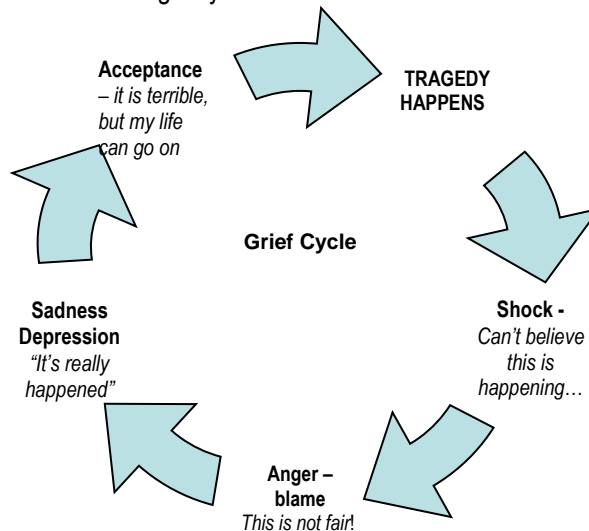 TRAGEDY
HAPPENS
Shock -
Can't believe
this is
happening…
Anger –
blame
This is not fair!
Sadness
Depression
"It's really
happened"
Acceptance
– it is terrible,
but my life
can go on
Grief Cycle